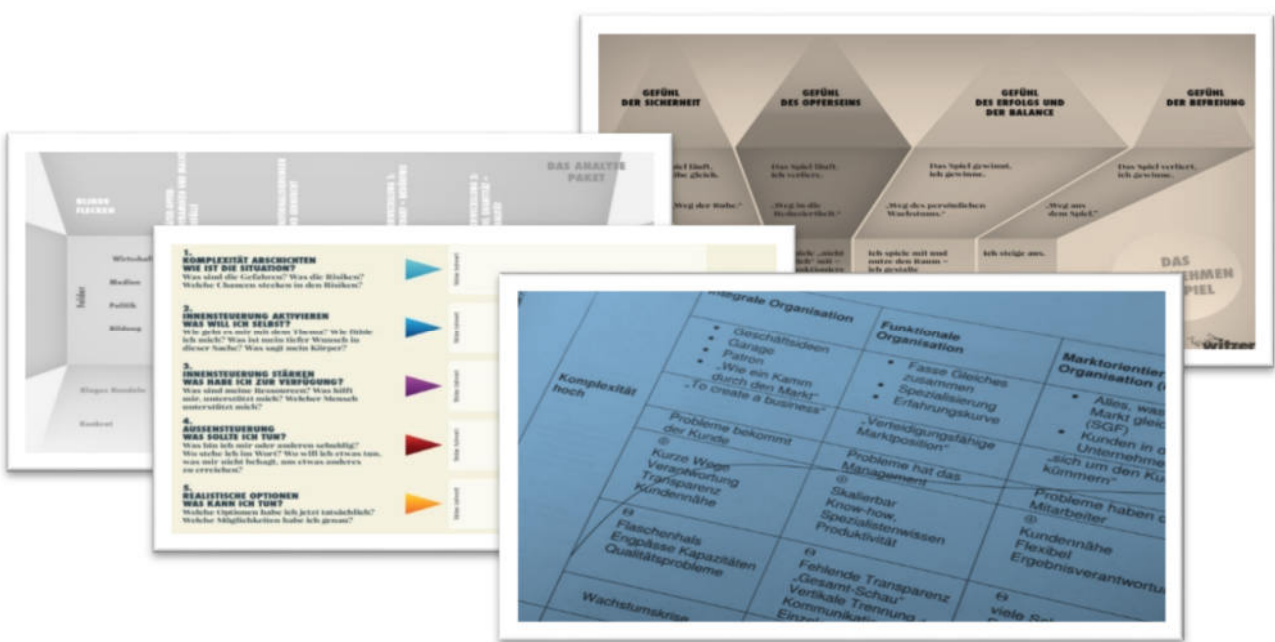 GEFÜHL
DER SICHERHEIT
GEFÜHL
DES OPFERSEINS
GEFÜHL
DES ERFOLGS UND
DER BALANCE
GEFÜHL
DER BEFREIUNG
Das Spiel läuft,
ich verliere.
Das Spiel gewinnt,
ich gewinne.
Das Spiel verliert,
ich gewinne.
„Weg der Ruhe.“
„Weg in die
„Weg des persönlichen
Wachstums.“
„Weg aus
dem Spiel.“
Ich spiele mit und
nutze den Raum –
ich gestalte
Ich steige aus.
DAS
witzer
DAS ANALYSE
PAKET
BLINDE
FLECKEN
Medien
Politik
Bildung
Kluges Handeln
Konkret
1.
KOMPLEXITÄT ABSCHICHTEN
WIE IST DIE SITUATION?
Was sind die Gefahren? Was die Risiken?
Welche Chancen stecken in den Risiken?
2.
INNENSTEUERUNG AKTIVIEREN
WAS WILL ICH SELBST?
Wie geht es mir mit dem Thema? Wie fühle
ich mich? Was ist mein tiefer Wunsch in
dieser Sache? Was sagt mein Körper?
3.
INNENSTEUERUNG STÄRKEN
WAS HABE ICH ZUR VERFÜGUNG?
Was sind meine Ressourcen? Was hilft
mir, unterstützt mich? Welcher Mensch
unterstützt mich?
4.
AUSSENSTEUERUNG
WAS SOLLTE ICH TUN?
Was bin ich mir oder anderen schuldig?
Wo stehe ich im Wort? Wo will ich etwas tun,
was mir nicht behagt, um etwas anderes
zu erreichen?
5.
REALISTISCHE OPTIONEN
WAS KANN ICH TUN?
Welche Optionen habe ich jetzt tatsächlich?
Welche Möglichkeiten habe ich genau?
Integrale Organisation
Funktionale
Organisation
Komplexität
hoch
• Geschäftsideen
• Garage
• Patron
• „Wie ein Kamm
durch den Markt“
„To create a business“
• Fasse Gleiches
zusammen
• Spezialisierung
• Erfahrungskurve
• Alles, was
Markt
(SGF)
• Kunden in
sich um den
kümmern“
Probleme bekommt
der Kunde
„Verteidigungsfähige
Marktposition“
Kurze Wege
Verantwortung
Transparenz
Kundennähe
Probleme hat das
Management
Skalierbar
Know-how,
Spezialistenwissen
Produktivität
Probleme haben
Mitarbeiter
Kundennähe
Flexibel
Flaschenhals
Engpässe Kapazitäten
Qualitätsprobleme
Fehlende Transparenz
„Gesamt-Schau“
Vertikale Trennung
Wachstumskrise
viele